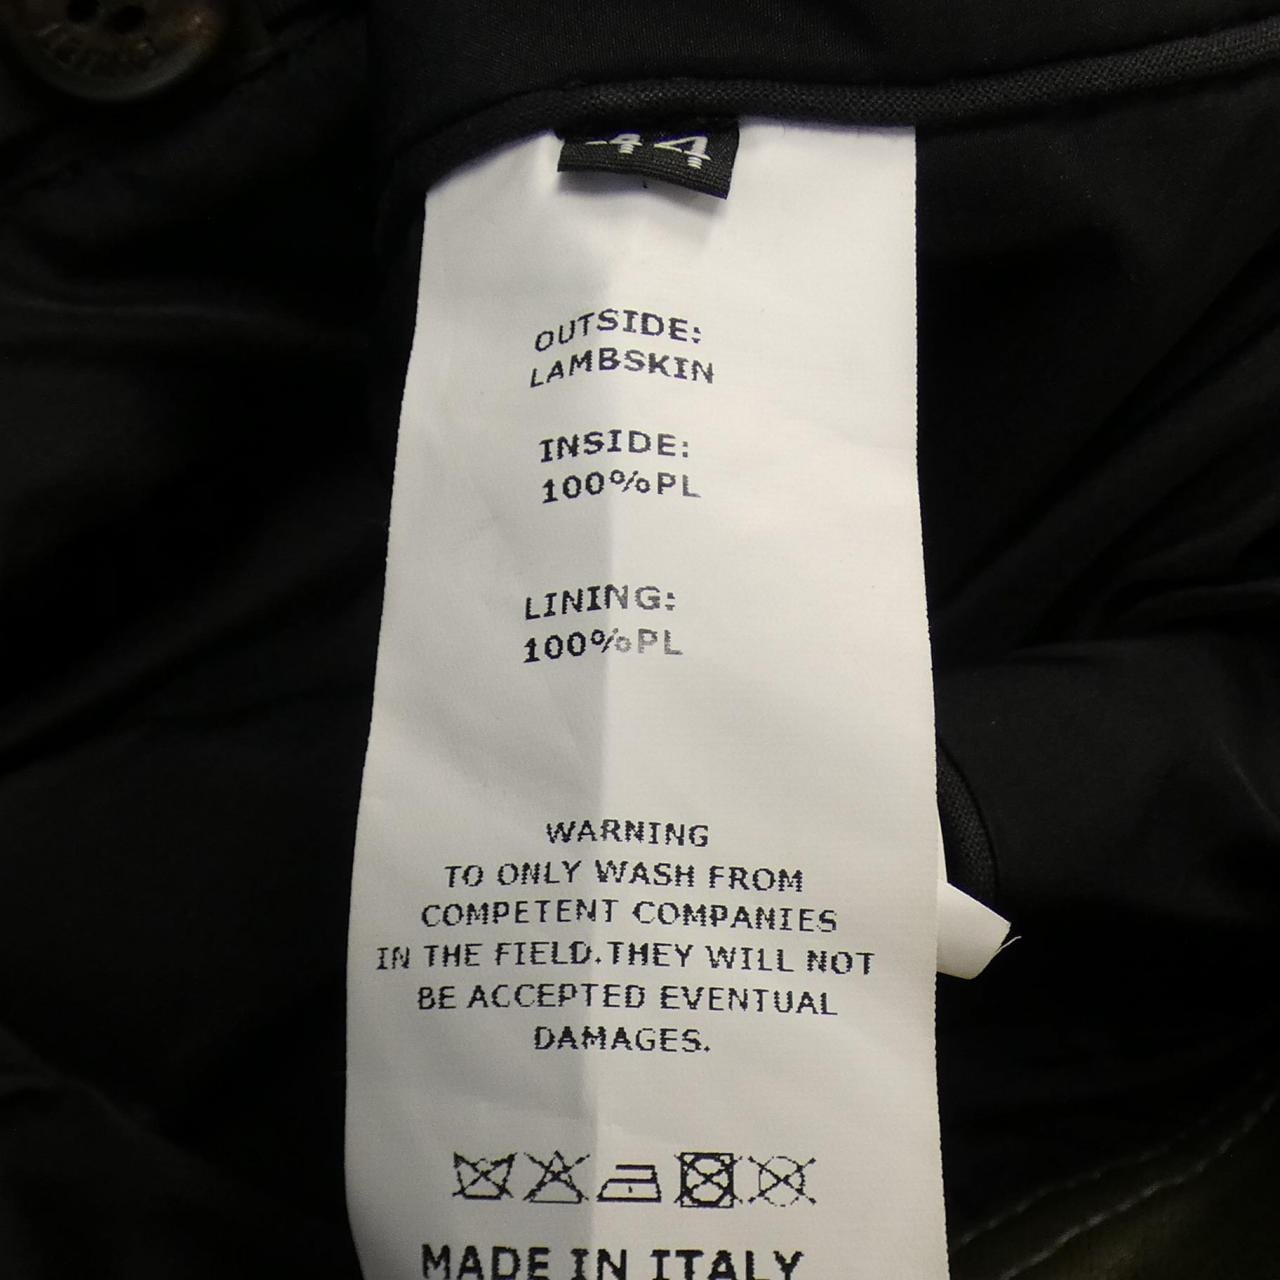 44
OUTSIDE:
LAMBSKIN
INSIDE:
100%PL
LINING:
100%PL
WARNING
TO ONLY WASH FROM
COMPETENT COMPANIES
IN THE FIELD.THEY WILL NOT
BE ACCEPTED EVENTUAL
DAMAGES.
MADE IN ITALY